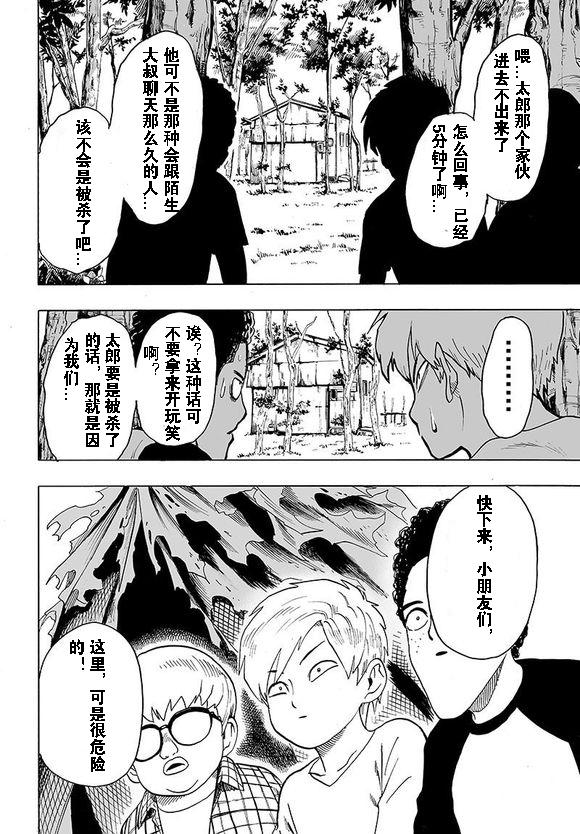 喂…太郎那个家伙
进去不出来了
怎么回事，已经
5分钟了啊…
他可不是那种会跟陌生
大叔聊天那么久的人…
该不会是被杀
了吧…
………
诶？这种话可
不要拿来开玩笑
啊？
太郎要是被杀了
的话，那就是因
为我们…
快下来，小朋友们，
这里，可是很危险
的！